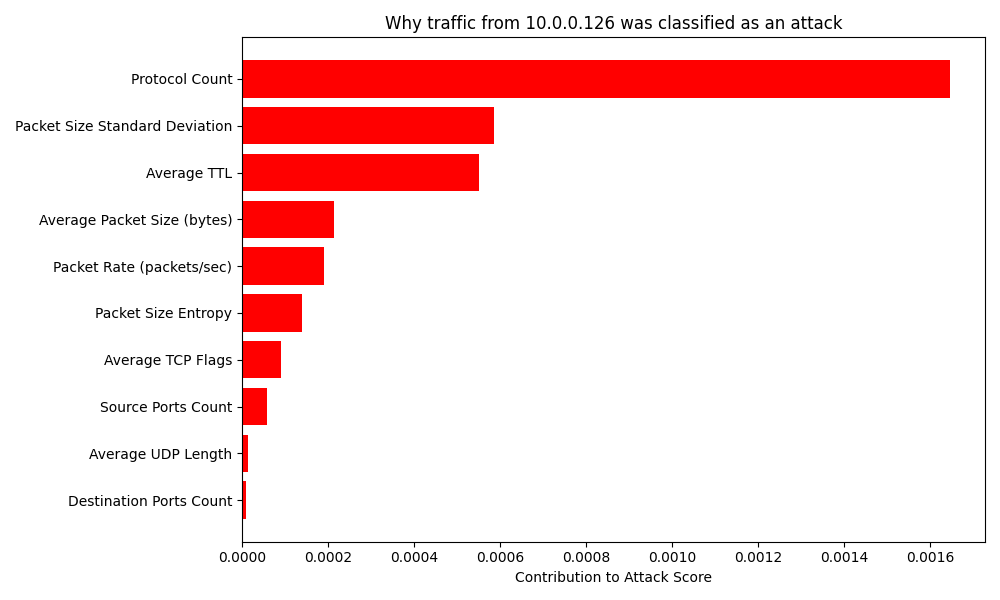 Why traffic from 10.0.0.126 was classified as an attack
Protocol Count
Packet Size Standard Deviation
Average TTL
Average Packet Size (bytes)
Packet Rate (packets/sec)
Packet Size Entropy
Average TCP Flags
Source Ports Count
Average UDP Length
Destination Ports Count
0.0000 0.0002 0.0004 0.0006 0.0008 0.0010 0.0012 0.0014 0.0016
Contribution to Attack Score